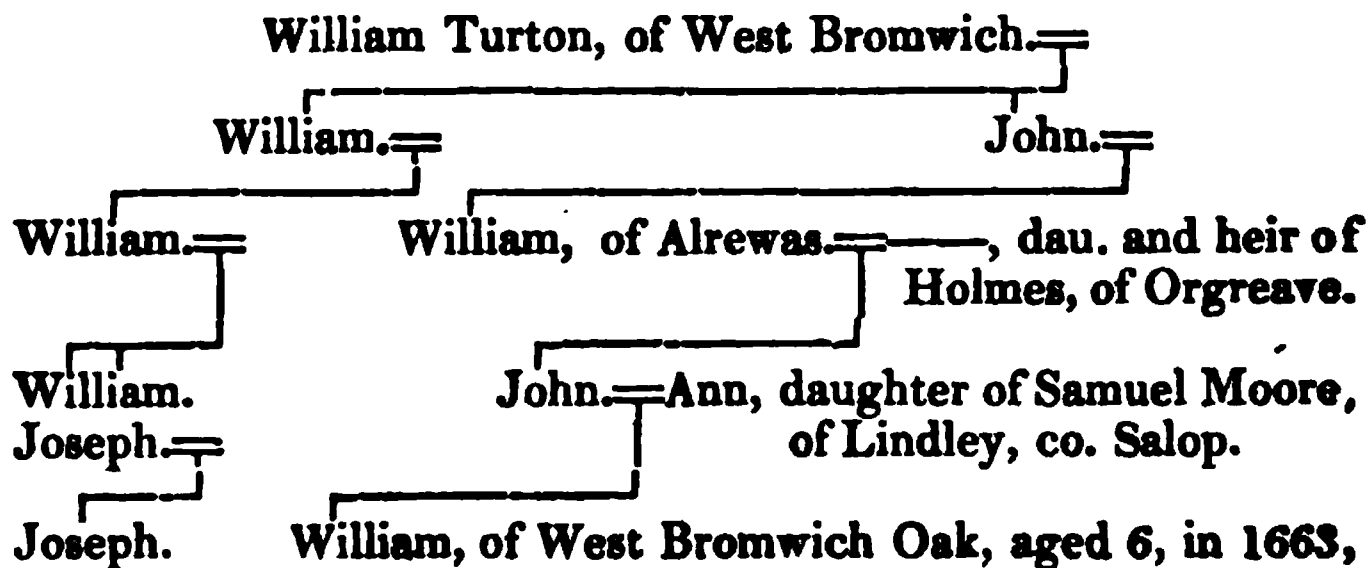 William Turton, of West Bromwich.
William. John.
William. William, of Alrewas. ——, dau. and heir of
Holmes, of Orgreave.
William. John. Ann, daughter of Samuel Moore,
Joseph. of Lindley, co. Salop.
Joseph. William, of West Bromwich Oak, aged 6, in 1663,